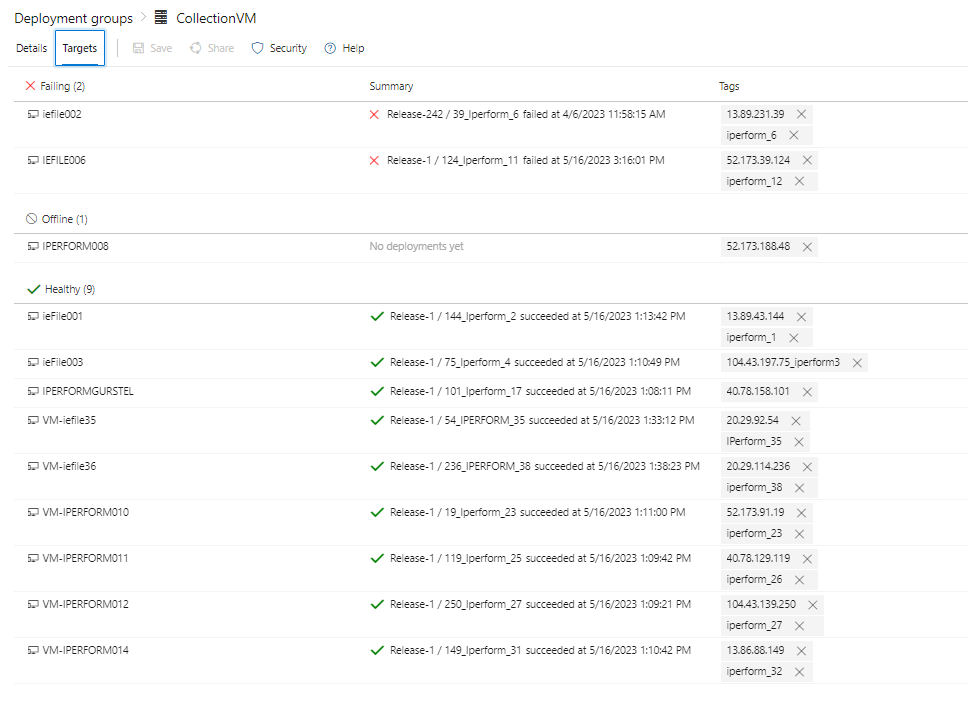 Deployment groups > CollectionVM
Details Targets Save Share Security Help
Failing (2) Summary Tags
iefile002 Release-242 / 39_Iperform_6 failed at 4/6/2023 11:58:15 AM 13.89.231.39
iperform_6
IEFILE006 Release-1 / 124_Iperform_11 failed at 5/16/2023 3:16:01 PM 52.173.39.124
iperform_12
Offline (1)
IPERFORM008 No deployments yet 52.173.188.48
Healthy (9)
ieFile001 Release-1 / 144_Iperform_2 succeeded at 5/16/2023 1:13:42 PM 13.89.43.144
iperform_1
ieFile003 Release-1 / 75_Iperform_4 succeeded at 5/16/2023 1:10:49 PM 104.43.197.75_iperform3
IPERFORMGURSTEL Release-1 / 101_Iperform_17 succeeded at 5/16/2023 1:08:11 PM 40.78.158.101
VM-iefile35 Release-1 / 54_IPERFORM_35 succeeded at 5/16/2023 1:33:12 PM 20.29.92.54
IPerform_35
VM-iefile36 Release-1 / 236_IPERFORM_38 succeeded at 5/16/2023 1:38:23 PM 20.29.114.236
iperform_38
VM-IPERFORM010 Release-1 / 19_Iperform_23 succeeded at 5/16/2023 1:11:00 PM 52.173.91.19
iperform_23
VM-IPERFORM011 Release-1 / 119_Iperform_25 succeeded at 5/16/2023 1:09:42 PM 40.78.129.119
iperform_26
VM-IPERFORM012 Release-1 / 250_Iperform_27 succeeded at 5/16/2023 1:09:21 PM 104.43.139.250
iperform_27
VM-IPERFORM014 Release-1 / 149_Iperform_31 succeeded at 5/16/2023 1:10:42 PM 13.86.88.149
iperform_32